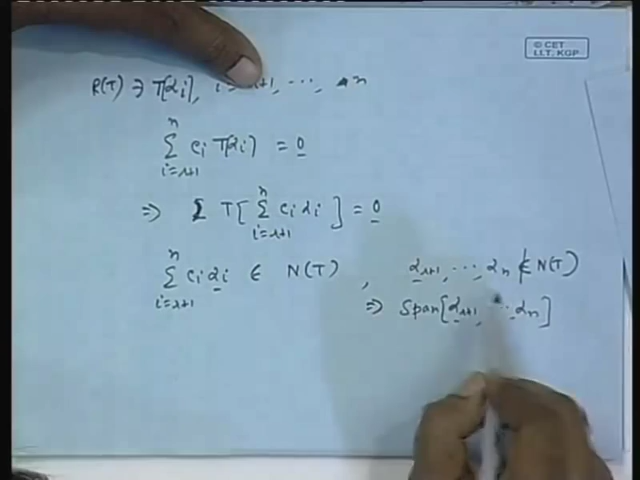 © CET
I.I.T. KGP
R(T) ∋ T[αi], i = r+1, ..., n
n
∑ ci T(αi) = 0
i=r+1
⇒ T[ n∑i=r+1 ci αi ] = 0
n
∑ ci αi ∈ N(T) , αr+1, ..., αn ∉ N(T)
i=r+1
⇒ Span[αr+1, ..., αn]